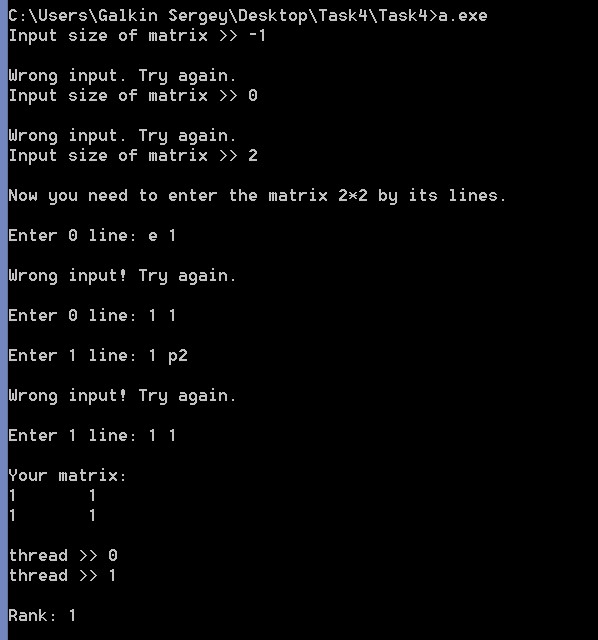 C:\Users\Galkin Sergey\Desktop\Task4\Task4>a.exe
Input size of matrix >> -1
Wrong input. Try again.
Input size of matrix >> 0
Wrong input. Try again.
Input size of matrix >> 2
Now you need to enter the matrix 2×2 by its lines.
Enter 0 line: e 1
Wrong input! Try again.
Enter 0 line: 1 1
Enter 1 line: 1 p2
Wrong input! Try again.
Enter 1 line: 1 1
Your matrix:
1 1
1 1
thread >> 0
thread >> 1
Rank: 1